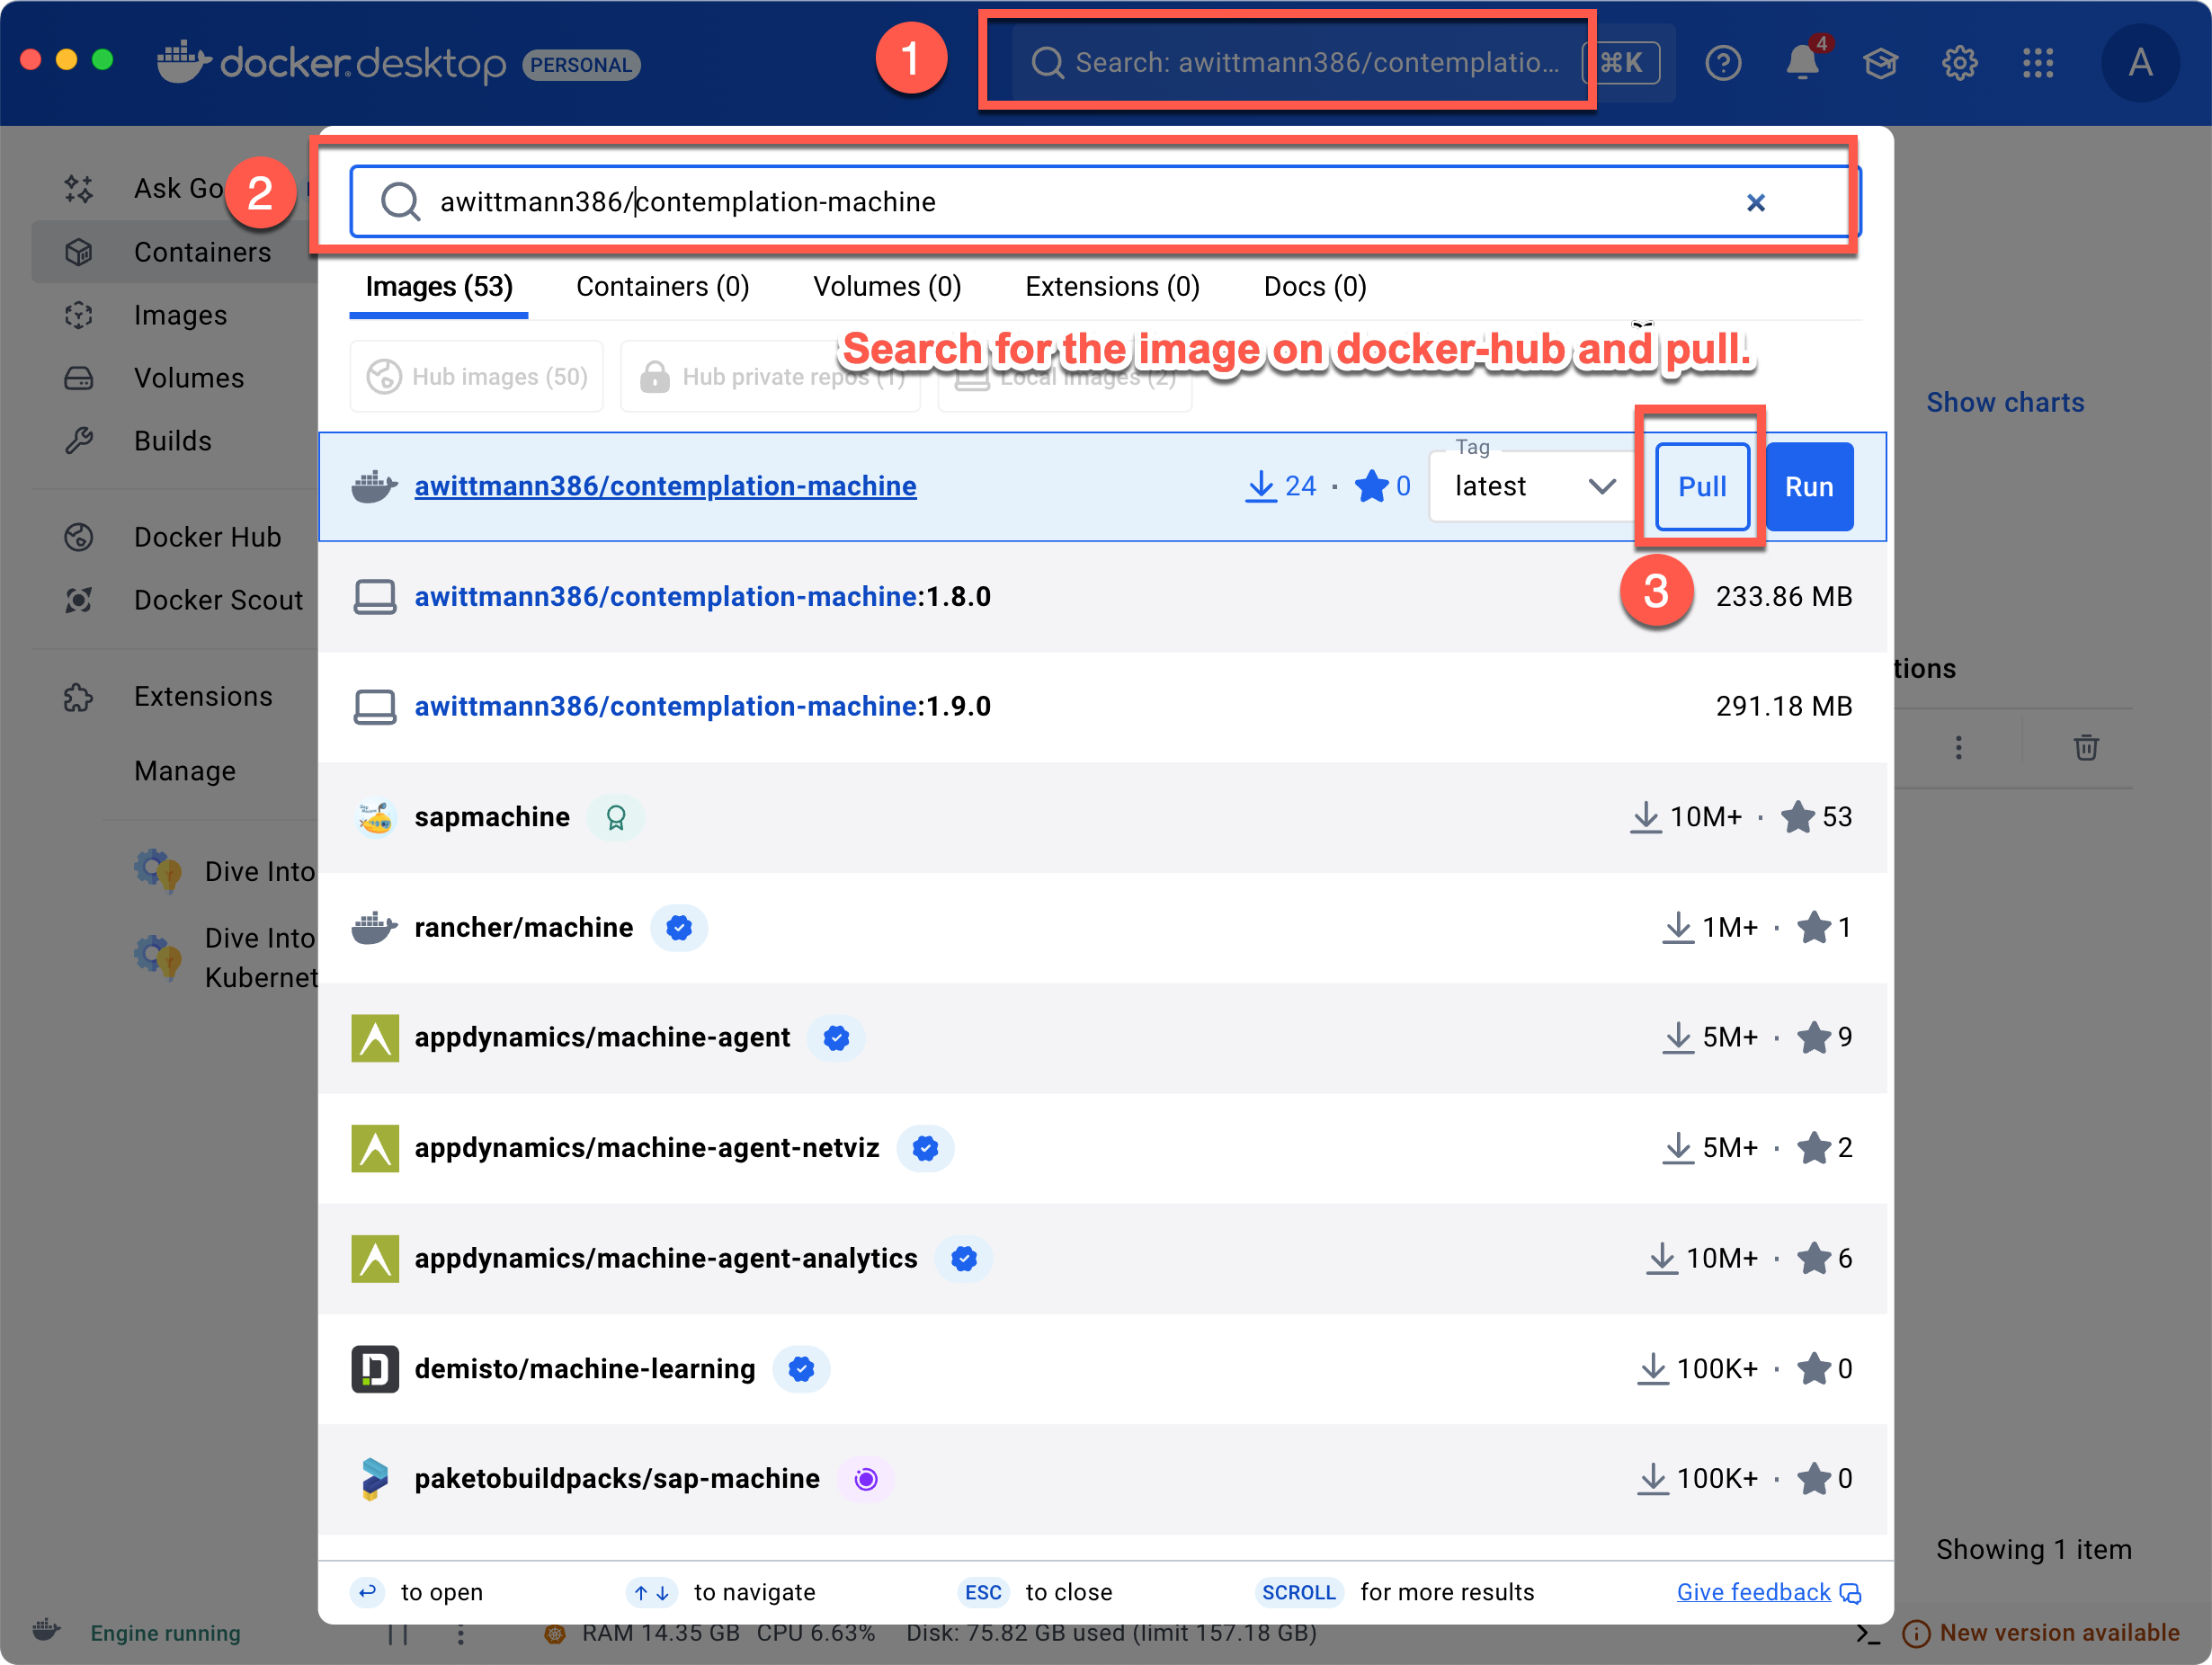 docker.desktop PERSONAL
1
Search: awittmann386/contemplatio...
⌘K
4
A
Ask Go
2
awittmann386/contemplation-machine
Containers
Images (53)
Containers (0)
Volumes (0)
Extensions (0)
Docs (0)
Images
Search for the image on docker-hub and pull.
Hub images (50)
Hub private repos (1)
Local images (2)
Volumes
Show charts
Builds
awittmann386/contemplation-machine
24 · 0
Tag
latest
Pull
Run
Docker Hub
Docker Scout
awittmann386/contemplation-machine:1.8.0
3
233.86 MB
Extensions
tions
awittmann386/contemplation-machine:1.9.0
291.18 MB
Manage
sapmachine
10M+ · 53
Dive Into
rancher/machine
1M+ · 1
Dive Into
Kubernet
appdynamics/machine-agent
5M+ · 9
appdynamics/machine-agent-netviz
5M+ · 2
appdynamics/machine-agent-analytics
10M+ · 6
demisto/machine-learning
100K+ · 0
paketobuildpacks/sap-machine
100K+ · 0
Showing 1 item
to open
to navigate
ESC to close
SCROLL for more results
Give feedback
Engine running
RAM 14.35 GB CPU 6.63%
Disk: 75.82 GB used (limit 157.18 GB)
New version available